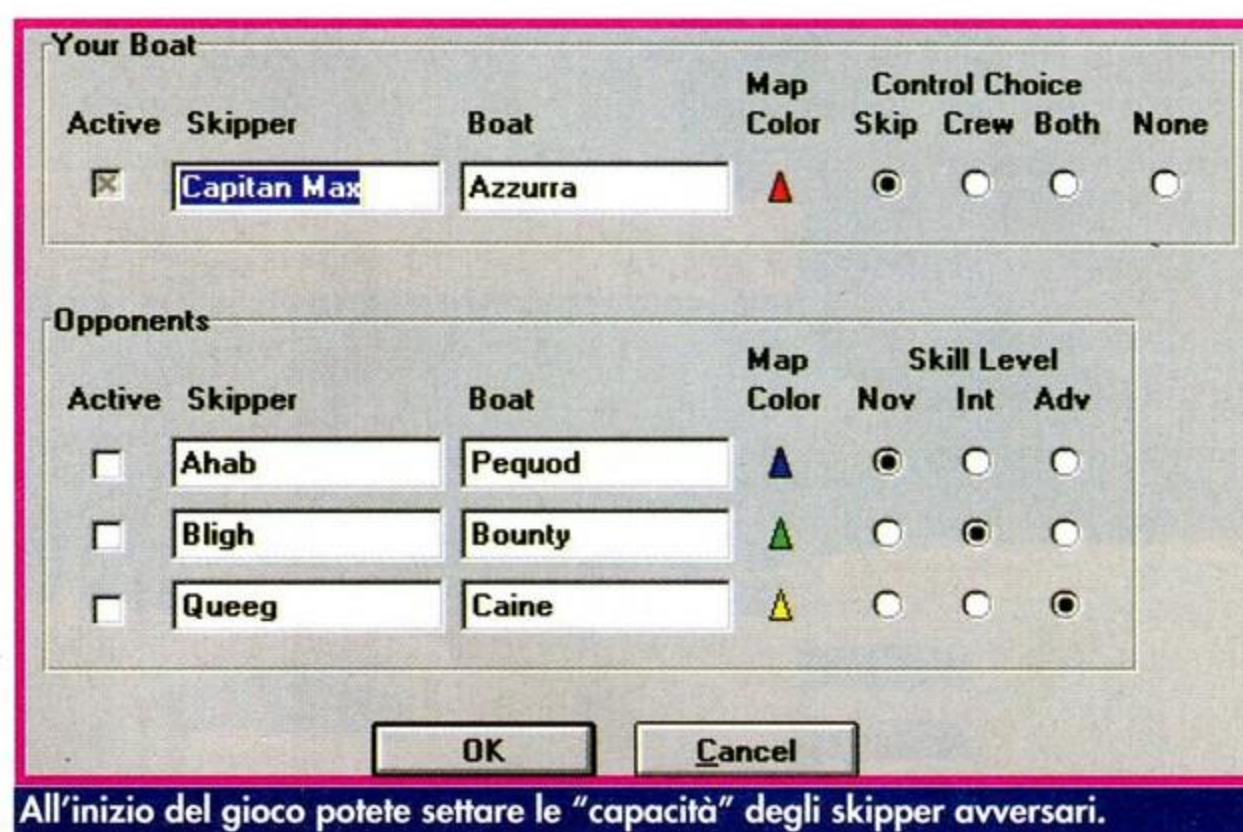 Your Boat
Map Control Choice
Active Skipper Boat Color Skip Crew Both None
Capitan Max Azzurra
Opponents
Map Skill Level
Active Skipper Boat Color Nov Int Adv
Ahab Pequod
Bligh Bounty
Queeg Caine
OK Cancel
All'inizio del gioco potete settare le "capacità" degli skipper avversari.